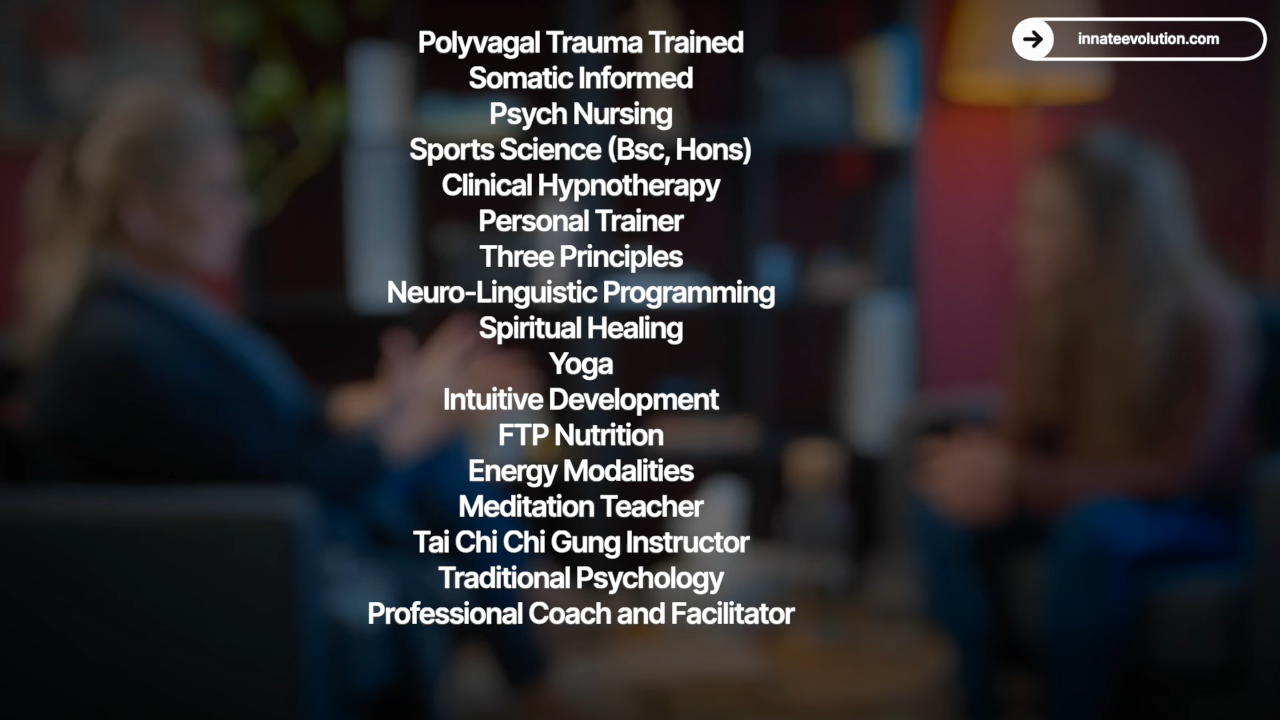 innateevolution.com
Polyvagal Trauma Trained
Somatic Informed
Psych Nursing
Sports Science (Bsc, Hons)
Clinical Hypnotherapy
Personal Trainer
Three Principles
Neuro-Linguistic Programming
Spiritual Healing
Yoga
Intuitive Development
FTP Nutrition
Energy Modalities
Meditation Teacher
Tai Chi Chi Gung Instructor
Traditional Psychology
Professional Coach and Facilitator